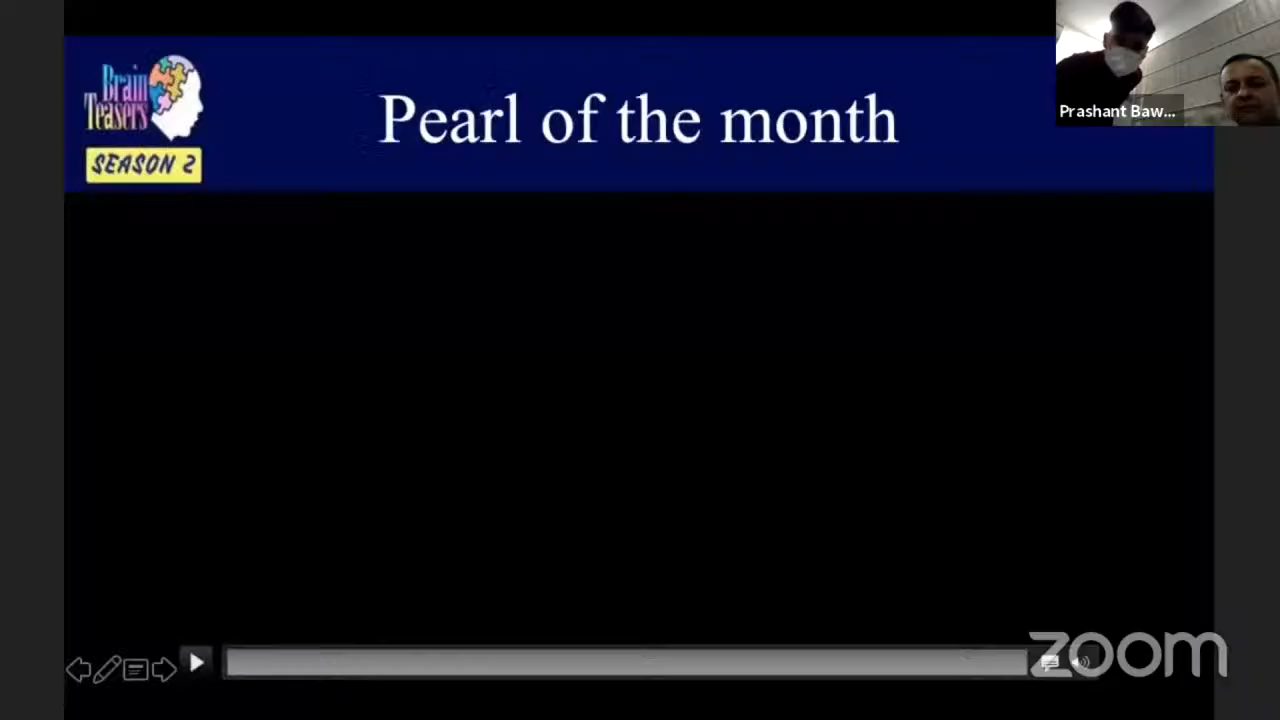 Brain
Teasers
SEASON 2
Pearl of the month
Prashant Baw...
zoom